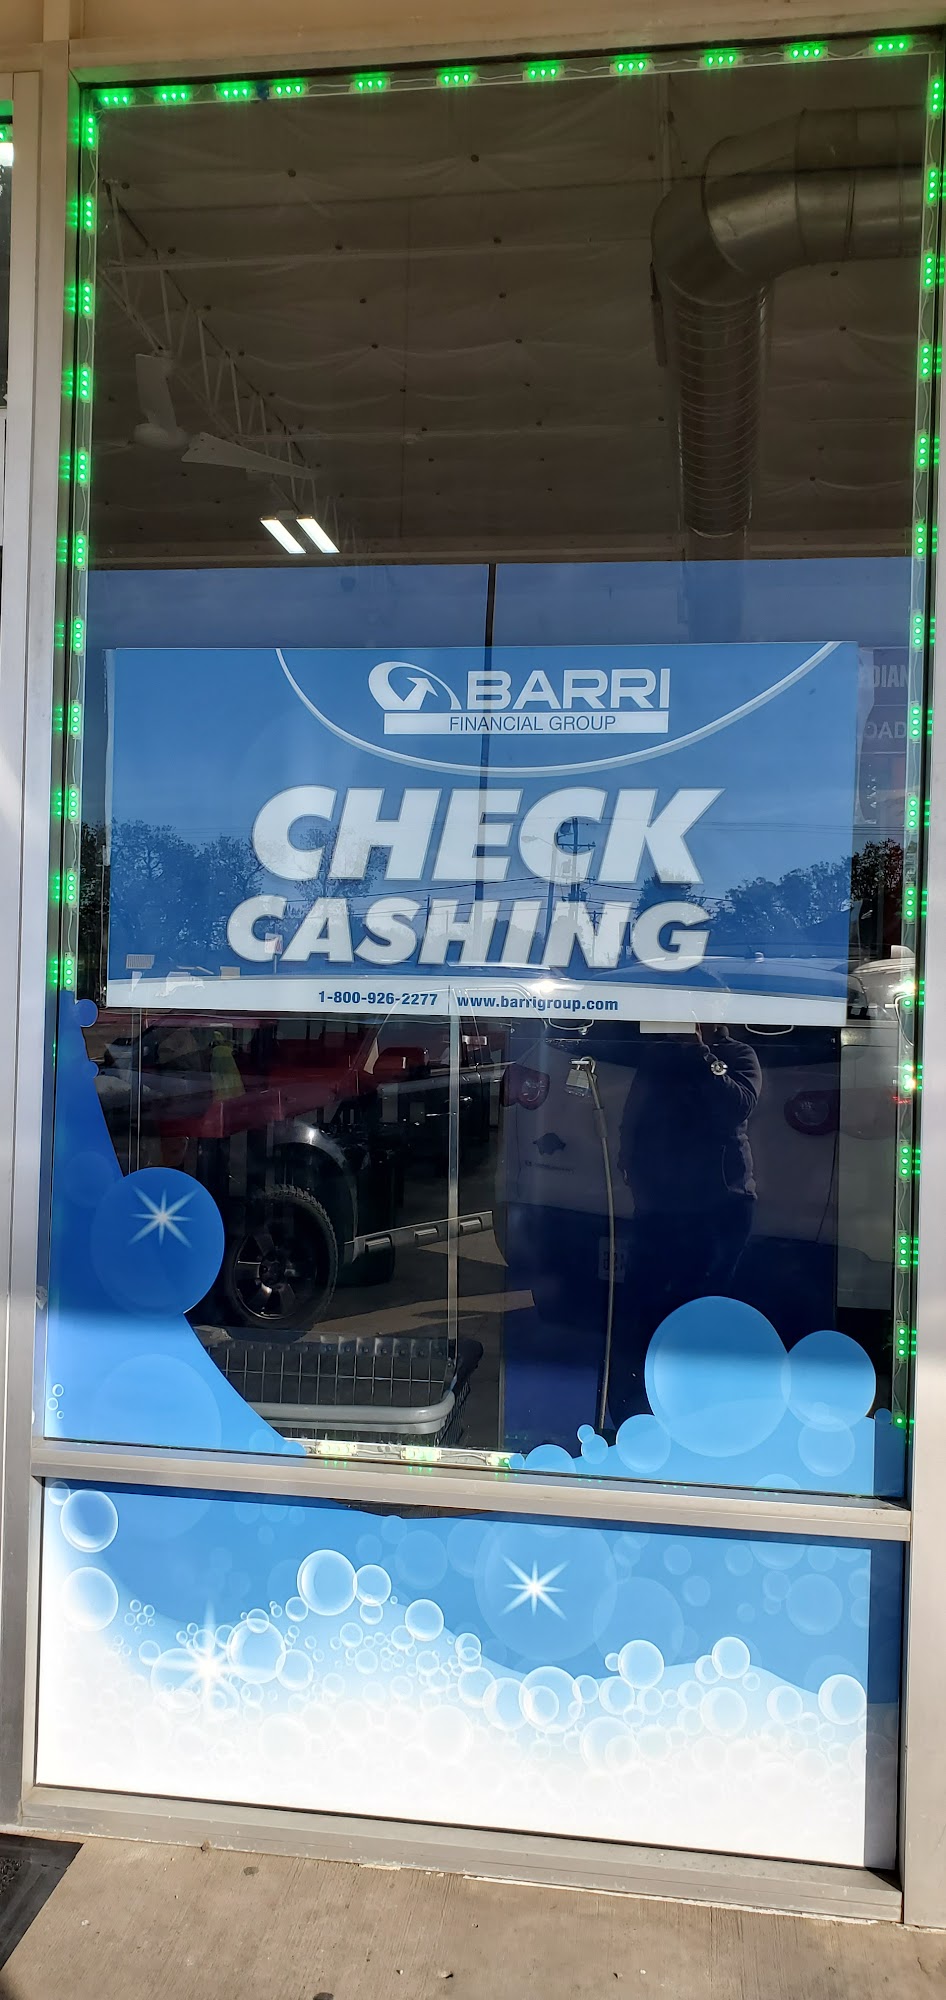 BARRI
FINANCIAL GROUP
CHECK
CASHING
1-800-926-2277 www.barrigroup.com